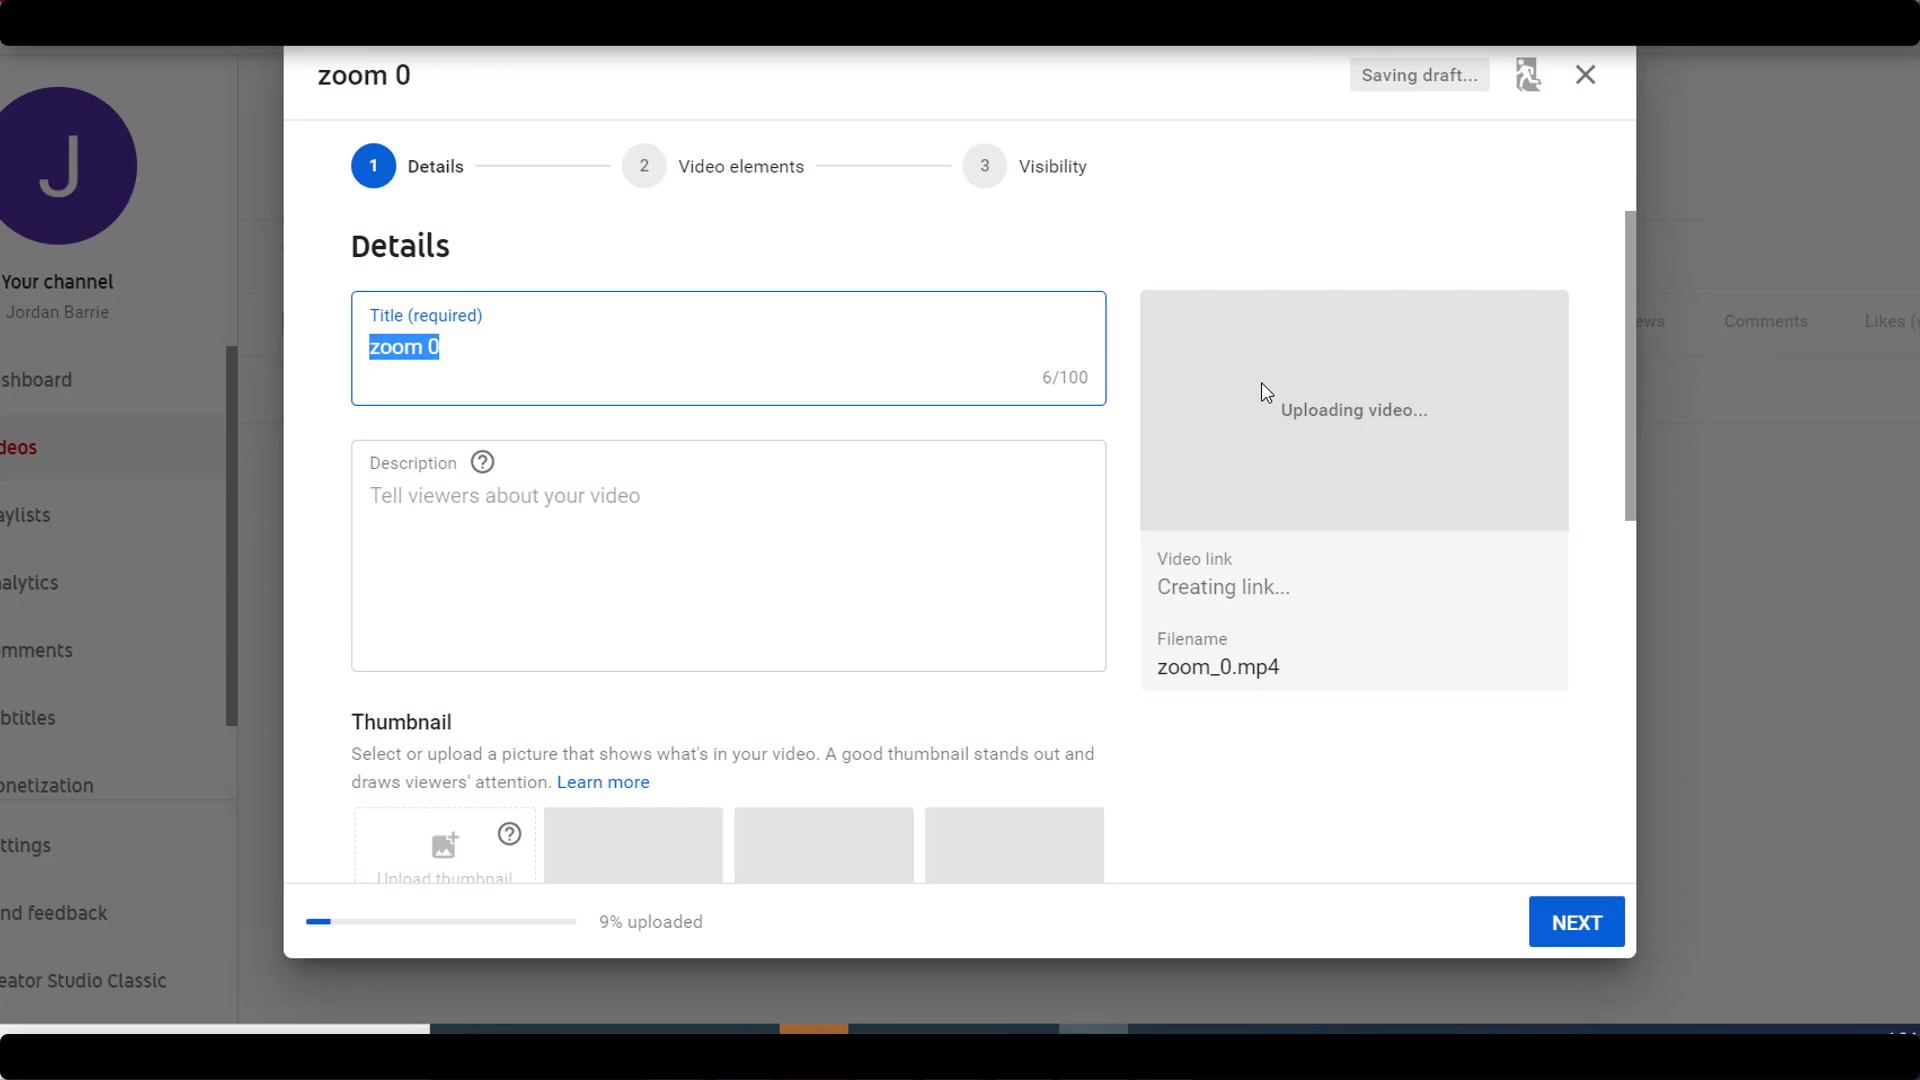 zoom 0
Saving draft...
1 Details
2 Video elements
3 Visibility
J
Your channel
Jordan Barrie
shboard
deos
aylists
nalytics
mments
btitles
onetization
ttings
nd feedback
eator Studio Classic
Details
Title (required)
zoom 0
6/100
Description
Tell viewers about your video
Uploading video...
Video link
Creating link...
Filename
zoom_0.mp4
ews
Comments
Likes (
Thumbnail
Select or upload a picture that shows what's in your video. A good thumbnail stands out and
draws viewers' attention. Learn more
Upload thumbnail
9% uploaded
NEXT